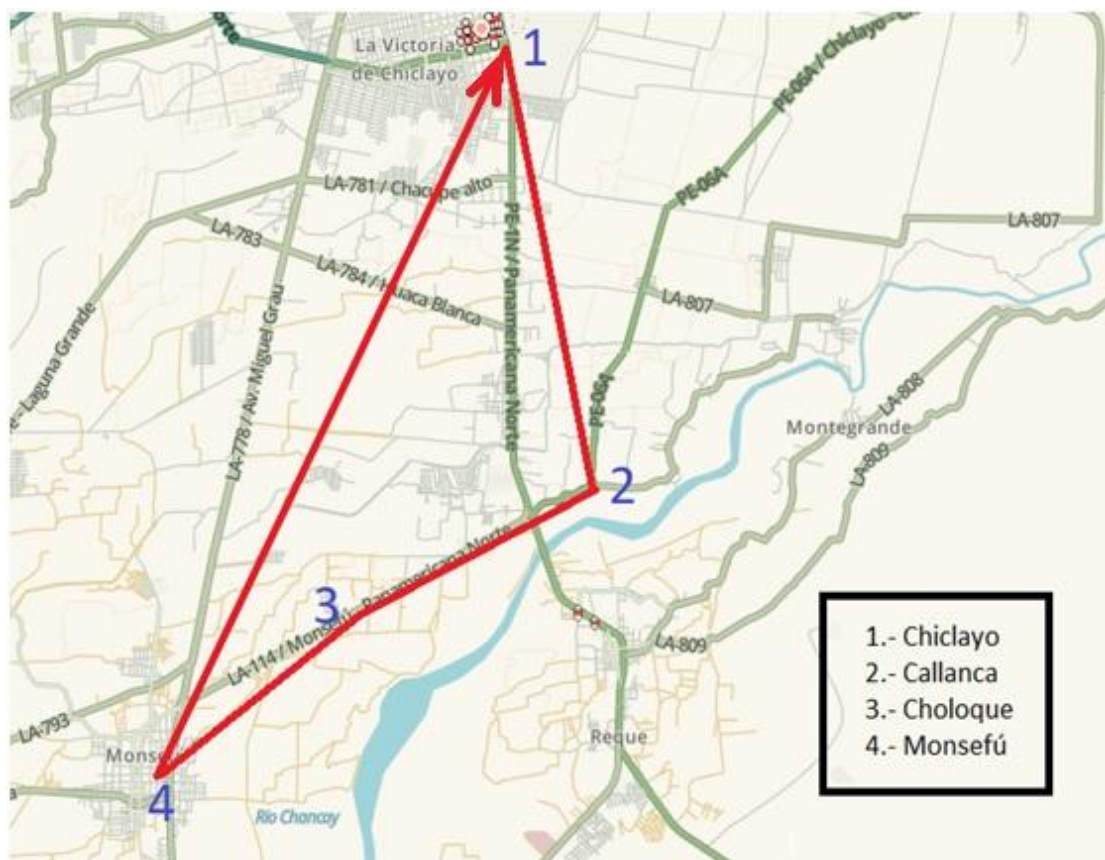 orte
La Victoria
de Chiclayo
1
PE-06A / Chiclayo - C
PE-06A
LA-781 / Chacupe alto
LA-783
LA-784 / Huaca Blanca
PE-1N / Panamericana Norte
LA-807
LA-807
e - Laguna Grande
LA-778 / Av. Miguel Grau
PE-06A
Montegrande
LA-808
LA-809
2
3
LA-114 / Monsefú - Panamericana Norte
LA-809
LA-793
Monse
4
Reque
Río Chancay
a
1.- Chiclayo
2.- Callanca
3.- Choloque
4.- Monsefú